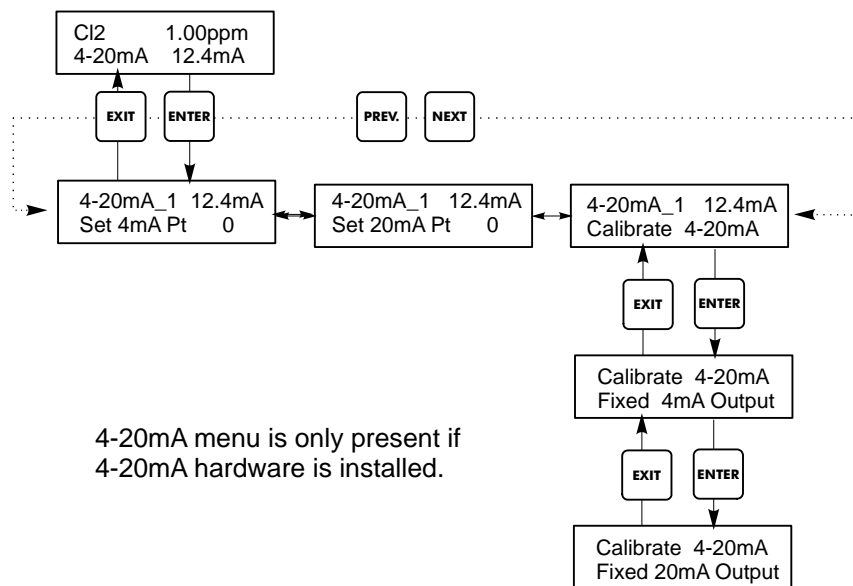 Cl2 1.00ppm
4-20mA 12.4mA
EXIT
ENTER
PREV.
NEXT
4-20mA_1 12.4mA
Set 4mA Pt 0
4-20mA_1 12.4mA
Set 20mA Pt 0
4-20mA_1 12.4mA
Calibrate 4-20mA
EXIT
ENTER
Calibrate 4-20mA
Fixed 4mA Output
4-20mA menu is only present if
4-20mA hardware is installed.
EXIT
ENTER
Calibrate 4-20mA
Fixed 20mA Output